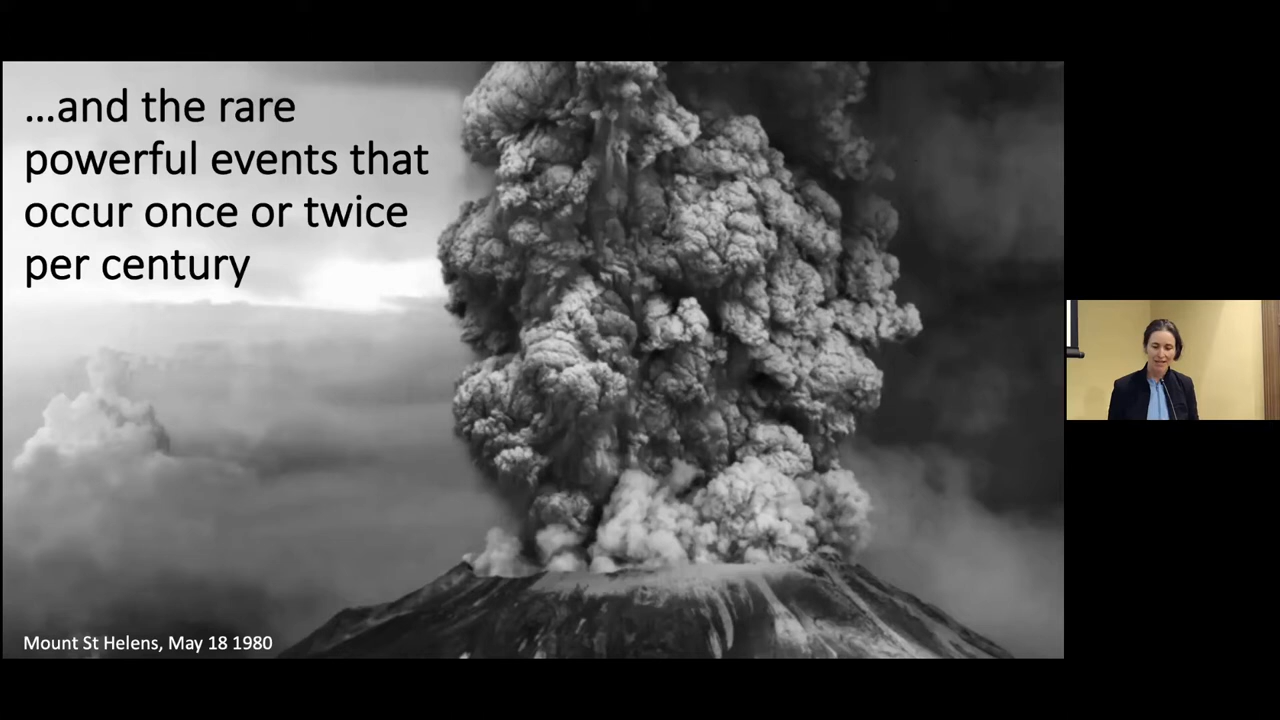 …and the rare
powerful events that
occur once or twice
per century
Mount St Helens, May 18 1980